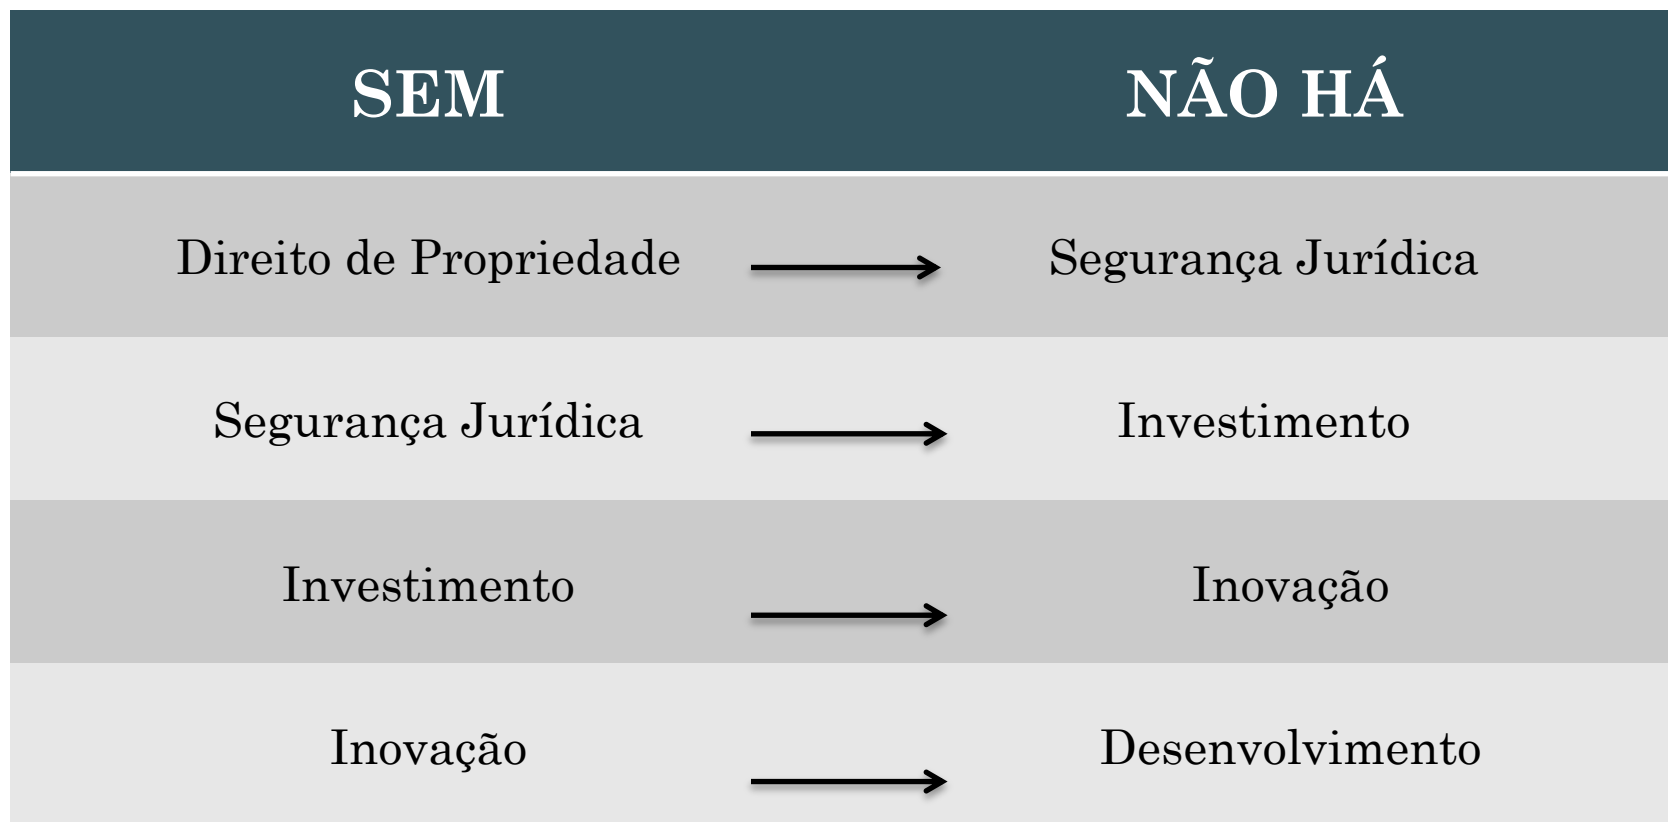 SEM NÃO HÁ
Direito de Propriedade Segurança Jurídica
Segurança Jurídica Investimento
Investimento Inovação
Inovação Desenvolvimento